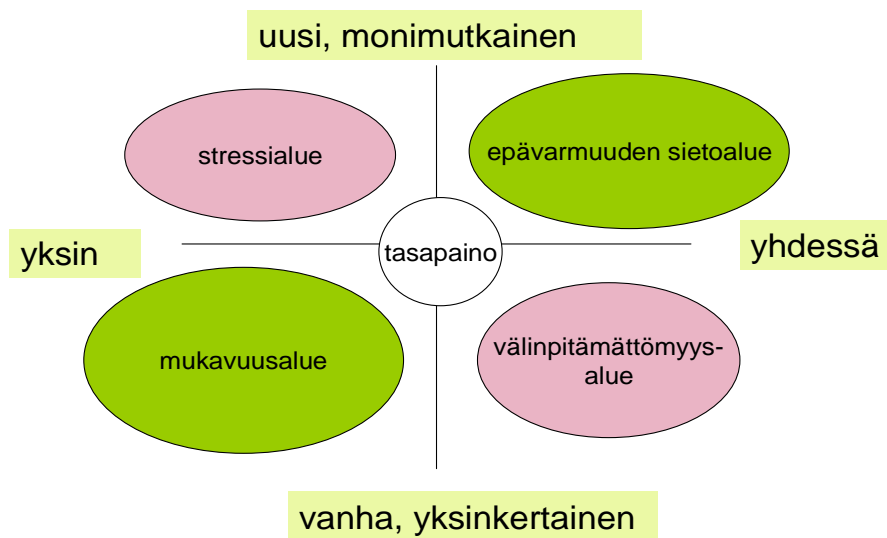 uusi, monimutkainen
stressialue
epävarmuuden sietoalue
yksin
tasapaino
yhdessä
mukavuusalue
välinpitämättömyys-
alue
vanha, yksinkertainen